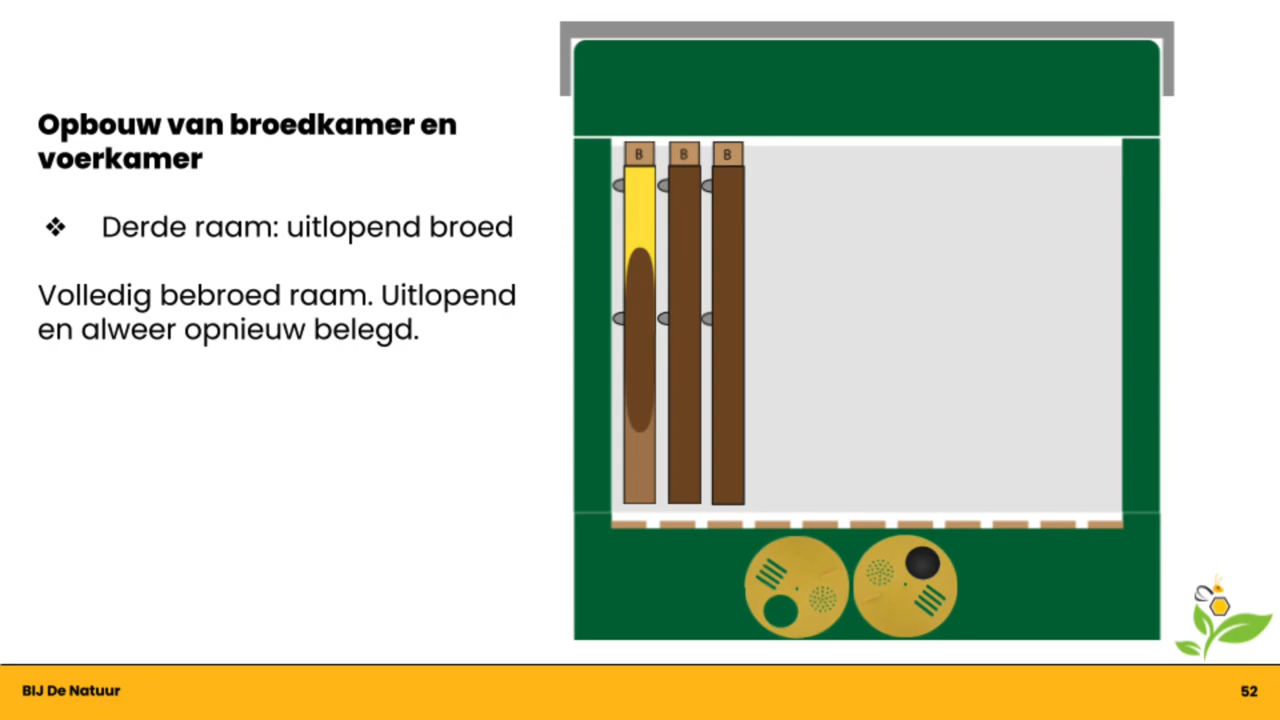 Opbouw van broedkamer en
voerkamer
❖ Derde raam: uitlopend broed
Volledig bebroed raam. Uitlopend
en alweer opnieuw belegd.
B B B
BIJ De Natuur
52